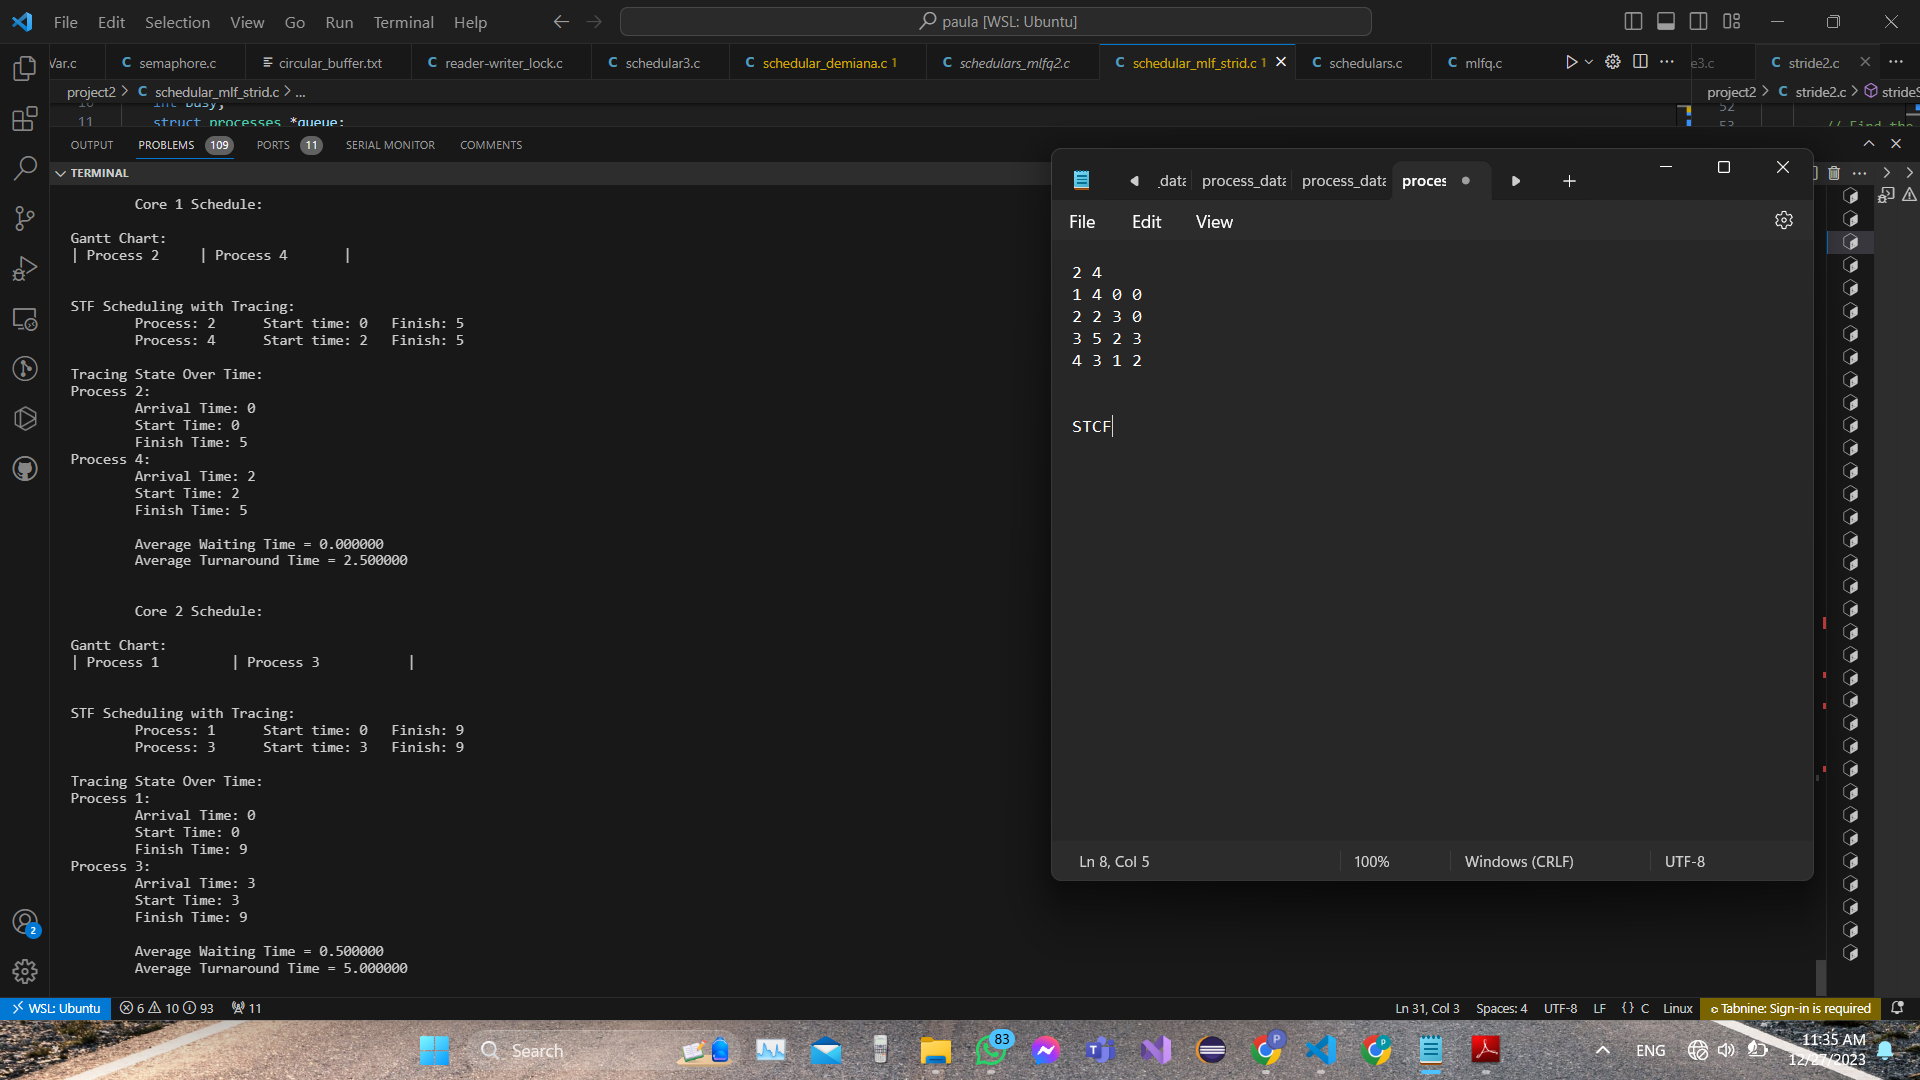 File Edit Selection View Go Run Terminal Help
paula [WSL: Ubuntu]
Var.c semaphore.c circular_buffer.txt reader-writer_lock.c schedular3.c schedular_demiana.c 1 schedulars_mlfq2.c schedular_mlf_strid.c 1 schedulars.c mlfq.c e3.c stride2.c
project2 > C schedular_mlf_strid.c > ...
project2 > C stride2.c > strideS
int busy;
11 struct processes *queue;
52
53 // Find the
OUTPUT PROBLEMS 109 PORTS 11 SERIAL MONITOR COMMENTS
TERMINAL
Core 1 Schedule:
Gantt Chart:
| Process 2 | Process 4 |
STF Scheduling with Tracing:
Process: 2 Start time: 0 Finish: 5
Process: 4 Start time: 2 Finish: 5
Tracing State Over Time:
Process 2:
Arrival Time: 0
Start Time: 0
Finish Time: 5
Process 4:
Arrival Time: 2
Start Time: 2
Finish Time: 5
Average Waiting Time = 0.000000
Average Turnaround Time = 2.500000
Core 2 Schedule:
Gantt Chart:
| Process 1 | Process 3 |
STF Scheduling with Tracing:
Process: 1 Start time: 0 Finish: 9
Process: 3 Start time: 3 Finish: 9
Tracing State Over Time:
Process 1:
Arrival Time: 0
Start Time: 0
Finish Time: 9
Process 3:
Arrival Time: 3
Start Time: 3
Finish Time: 9
Average Waiting Time = 0.500000
Average Turnaround Time = 5.000000
_data process_data process_data proces
File Edit View
2 4
1 4 0 0
2 2 3 0
3 5 2 3
4 3 1 2
STCF
Ln 8, Col 5 100% Windows (CRLF) UTF-8
2
WSL: Ubuntu 6 10 93 11
Ln 31, Col 3 Spaces: 4 UTF-8 LF {} C Linux Tabnine: Sign-in is required
Search
83
ENG
11:35 AM
12/27/2023